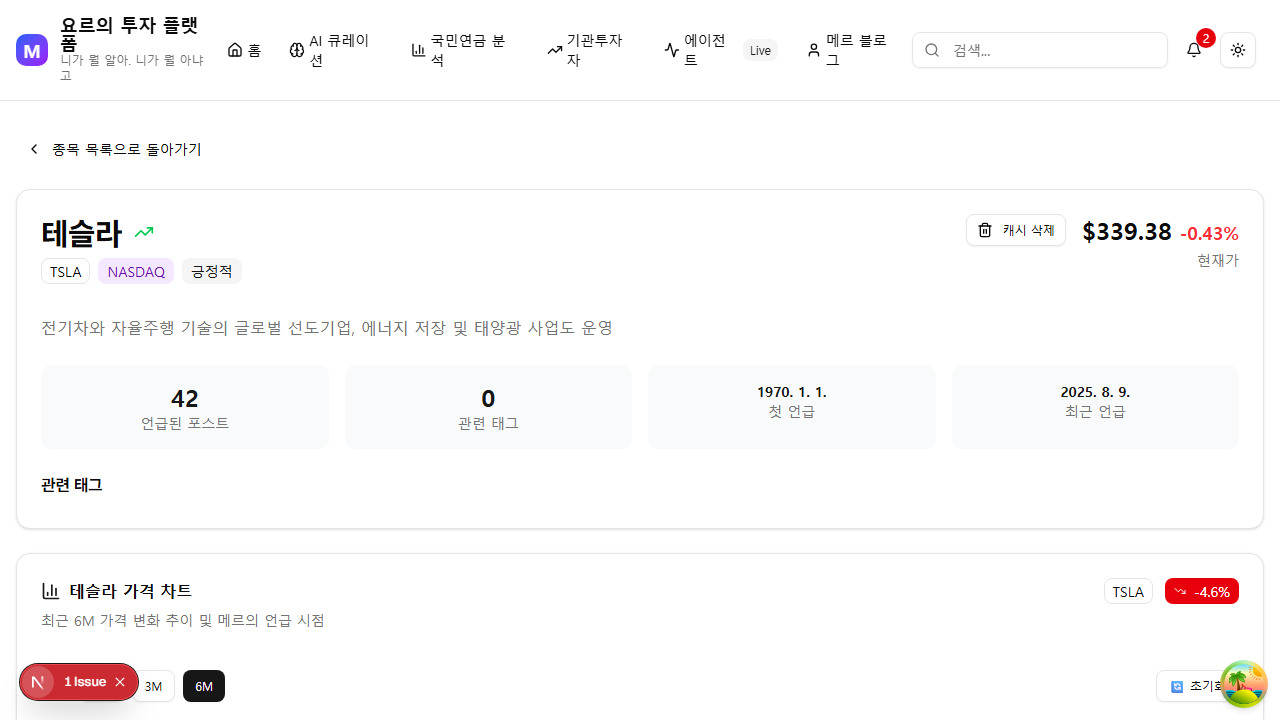 M
요르의 투자 플랫
폼
니가 뭘 알아. 니가 뭘 아냐
고
홈
AI 큐레이
션
국민연금 분
석
기관투자
자
에이전
트
Live
메르 블로
그
검색...
2
종목 목록으로 돌아가기
테슬라
캐시 삭제
$339.38 -0.43%
현재가
TSLA
NASDAQ
긍정적
전기차와 자율주행 기술의 글로벌 선도기업, 에너지 저장 및 태양광 사업도 운영
42
언급된 포스트
0
관련 태그
1970. 1. 1.
첫 언급
2025. 8. 9.
최근 언급
관련 태그
테슬라 가격 차트
TSLA
-4.6%
최근 6M 가격 변화 추이 및 메르의 언급 시점
N
1 Issue
3M
6M